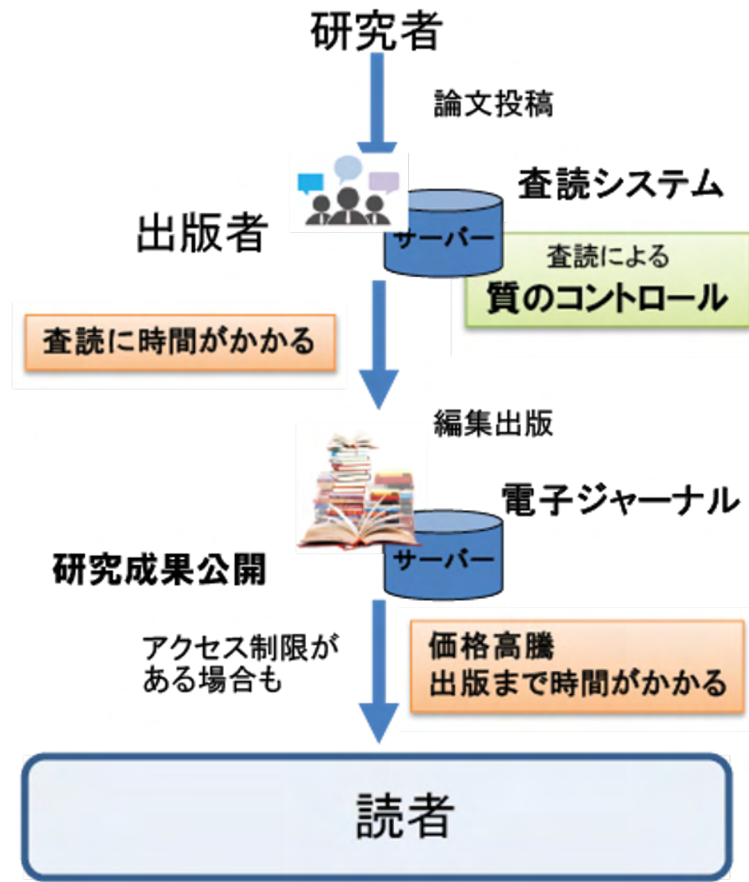 研究者
論文投稿
査読システム
出版者
サーバー
査読による
質のコントロール
査読に時間がかかる
編集出版
電子ジャーナル
サーバー
研究成果公開
アクセス制限が
ある場合も
価格高騰
出版まで時間がかかる
読者